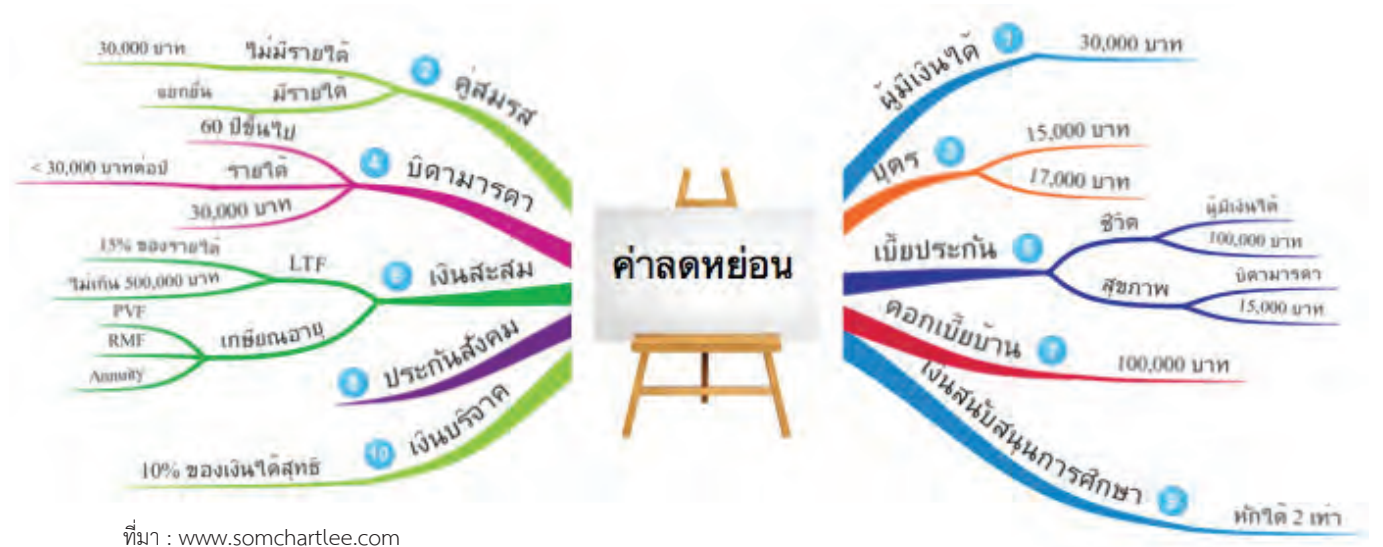 ค่าลดหย่อน
1 ผู้มีเงินได้
30,000 บาท
2 คู่สมรส
ไม่มีรายได้
30,000 บาท
มีรายได้
แยกยื่น
3 บุตร
15,000 บาท
17,000 บาท
4 บิดามารดา
60 ปีขึ้นไป
รายได้
< 30,000 บาทต่อปี
30,000 บาท
5 เบี้ยประกัน
ชีวิต
ผู้มีเงินได้
100,000 บาท
สุขภาพ
บิดามารดา
15,000 บาท
6 เงินสะสม
LTF
15% ของรายได้
ไม่เกิน 500,000 บาท
เกษียณอายุ
PVF
RMF
Annuity
7 ดอกเบี้ยบ้าน
100,000 บาท
8 ประกันสังคม
9 เงินสนับสนุนการศึกษา
หักได้ 2 เท่า
10 เงินบริจาค
10% ของเงินได้สุทธิ
ที่มา : www.somchartlee.com